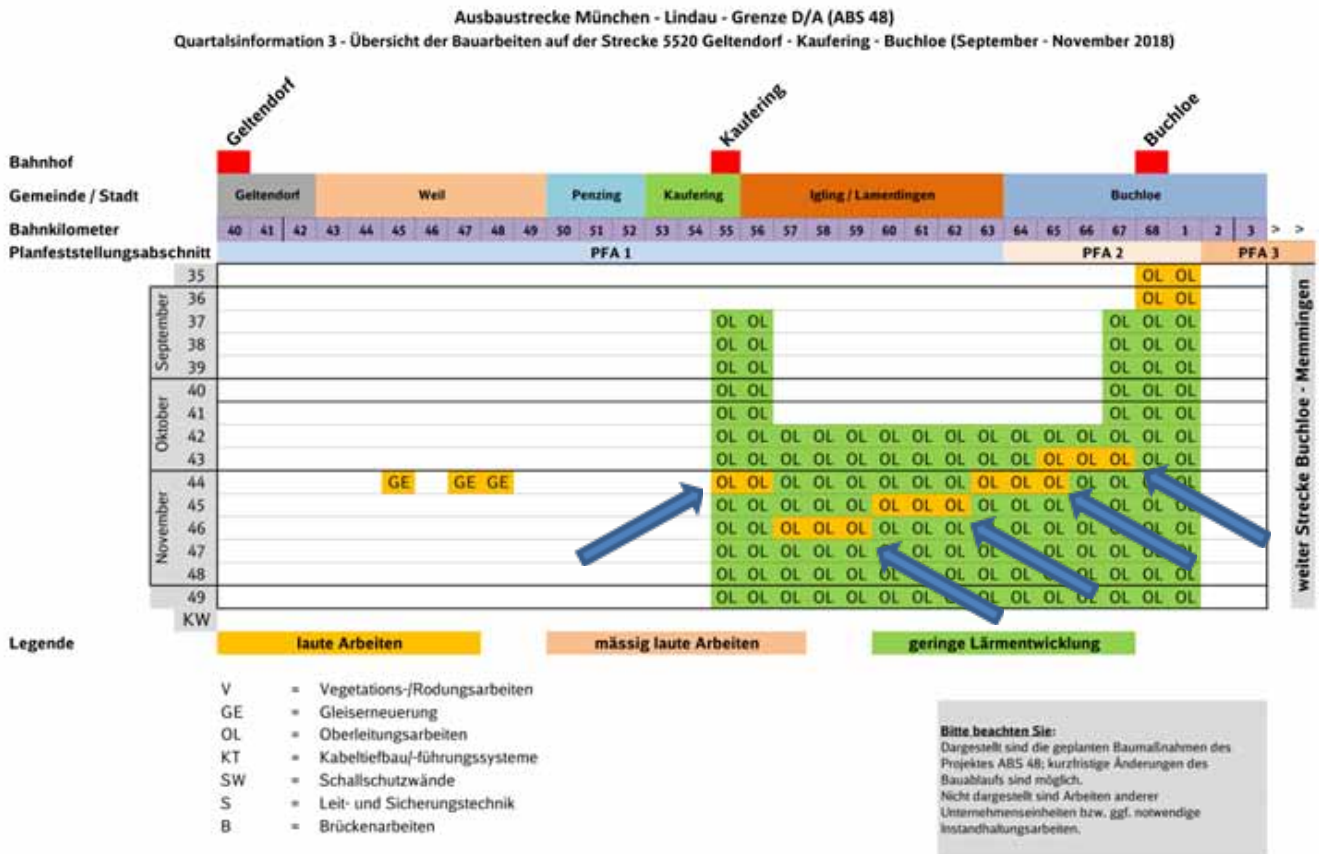 Ausbaustrecke München - Lindau - Grenze D/A (ABS 48)
Quartalsinformation 3 - Übersicht der Bauarbeiten auf der Strecke 5520 Geltendorf - Kaufering - Buchloe (September - November 2018)
Geltendorf Kaufering Buchloe
Bahnhof
Gemeinde / Stadt Geltendorf Weil Penzing Kaufering Igling / Lamerdingen Buchloe
Bahnkilometer 40 41 42 43 44 45 46 47 48 49 50 51 52 53 54 55 56 57 58 59 60 61 62 63 64 65 66 67 68 1 2 3 > >
Planfeststellungsabschnitt PFA 1 PFA 2 PFA 3
35 OL OL
36 OL OL
September
37 OL OL OL OL OL
38 OL OL OL OL OL
39 OL OL OL OL OL
40 OL OL OL OL OL
Oktober
41 OL OL OL OL OL
42 OL OL OL OL OL OL OL OL OL OL OL OL OL OL OL
43 OL OL OL OL OL OL OL OL OL OL OL OL OL OL OL
44 GE GE GE OL OL OL OL OL OL OL OL OL OL OL OL OL OL OL
45 OL OL OL OL OL OL OL OL OL OL OL OL OL OL
November
46 OL OL OL OL OL OL OL OL OL OL OL OL OL OL
47 OL OL OL OL OL OL OL OL OL OL OL OL OL OL OL
48 OL OL OL OL OL OL OL OL OL OL OL OL OL OL
49 OL OL OL OL OL OL OL OL OL OL OL OL OL OL OL
KW
weiter Strecke Buchloe - Memmingen
Legende laute Arbeiten mässig laute Arbeiten geringe Lärmentwicklung
V = Vegetations-/Rodungsarbeiten
GE = Gleiserneuerung
OL = Oberleitungsarbeiten
KT = Kabeltiefbau/-führungssysteme
SW = Schallschutzwände
S = Leit- und Sicherungstechnik
B = Brückenarbeiten
Bitte beachten Sie:
Dargestellt sind die geplanten Baumaßnahmen des
Projektes ABS 48; kurzfristige Änderungen des
Bauablaufs sind möglich.
Nicht dargestellt sind Arbeiten anderer
Unternehmenseinheiten bzw. ggf. notwendige
Instandhaltungsarbeiten.